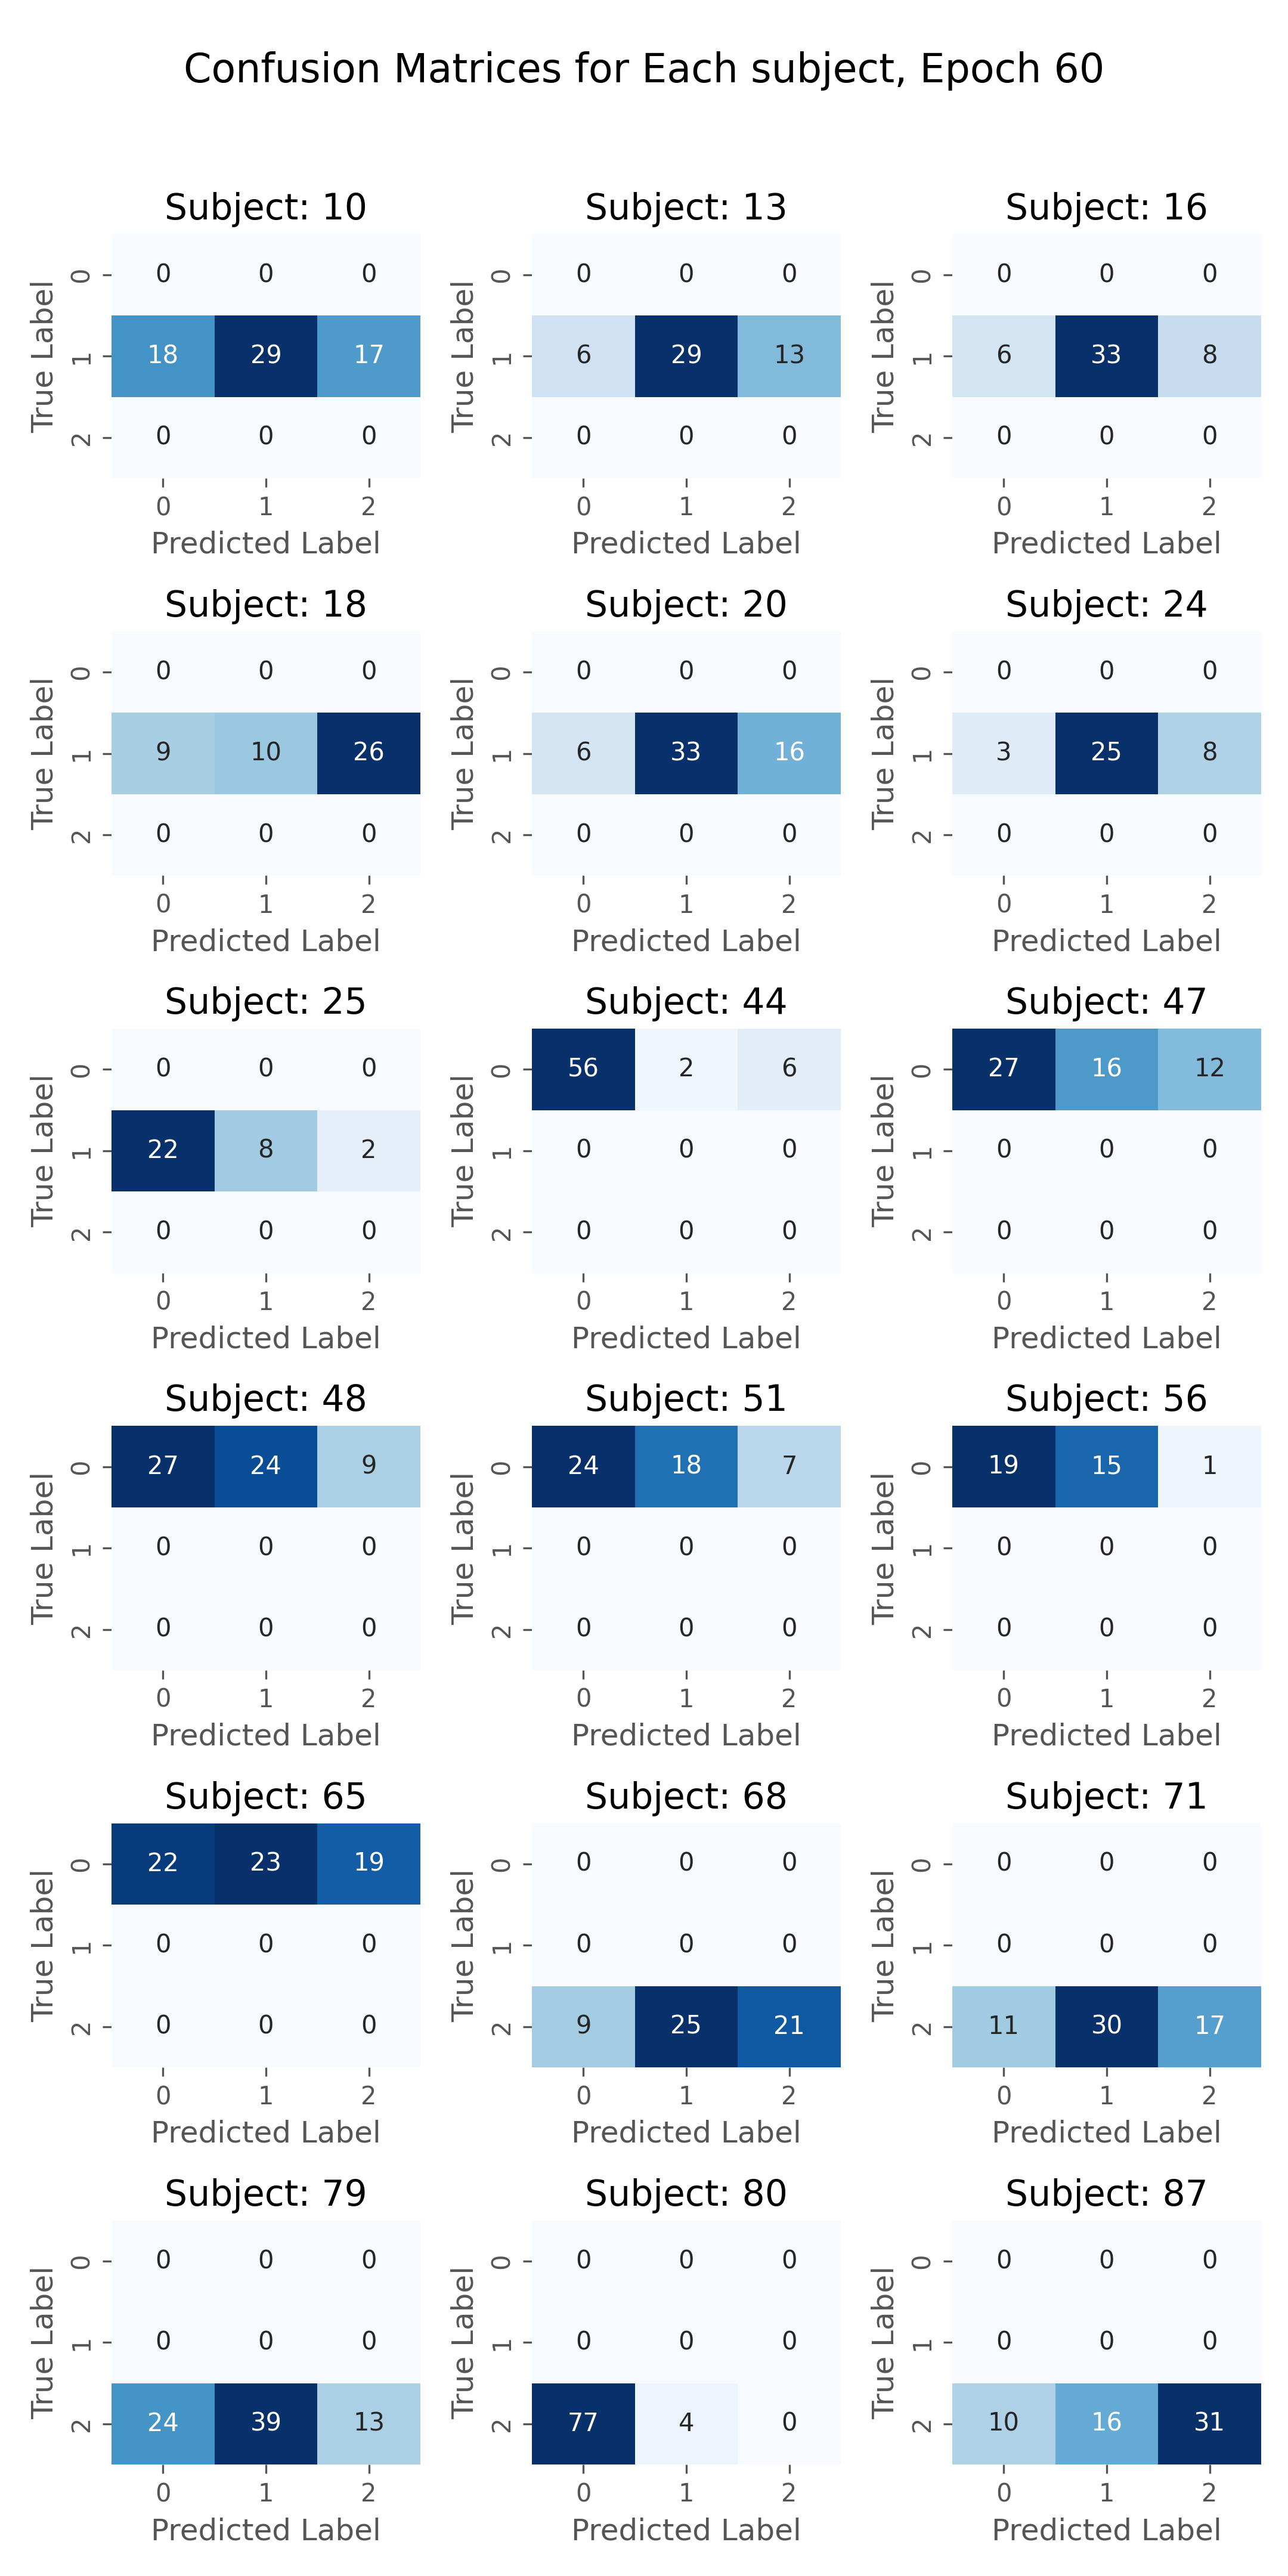 Confusion Matrices for Each subject, Epoch 60
Subject: 10 Subject: 13 Subject: 16
True Label 0 0 0 0 True Label 0 0 0 0 True Label 0 0 0 0
1 18 29 17 1 6 29 13 1 6 33 8
2 0 0 0 2 0 0 0 2 0 0 0
0 1 2 0 1 2 0 1 2
Predicted Label Predicted Label Predicted Label
Subject: 18 Subject: 20 Subject: 24
True Label 0 0 0 0 True Label 0 0 0 0 True Label 0 0 0 0
1 9 10 26 1 6 33 16 1 3 25 8
2 0 0 0 2 0 0 0 2 0 0 0
0 1 2 0 1 2 0 1 2
Predicted Label Predicted Label Predicted Label
Subject: 25 Subject: 44 Subject: 47
True Label 0 0 0 0 True Label 0 56 2 6 True Label 0 27 16 12
1 22 8 2 1 0 0 0 1 0 0 0
2 0 0 0 2 0 0 0 2 0 0 0
0 1 2 0 1 2 0 1 2
Predicted Label Predicted Label Predicted Label
Subject: 48 Subject: 51 Subject: 56
True Label 0 27 24 9 True Label 0 24 18 7 True Label 0 19 15 1
1 0 0 0 1 0 0 0 1 0 0 0
2 0 0 0 2 0 0 0 2 0 0 0
0 1 2 0 1 2 0 1 2
Predicted Label Predicted Label Predicted Label
Subject: 65 Subject: 68 Subject: 71
True Label 0 22 23 19 True Label 0 0 0 0 True Label 0 0 0 0
1 0 0 0 1 0 0 0 1 0 0 0
2 0 0 0 2 9 25 21 2 11 30 17
0 1 2 0 1 2 0 1 2
Predicted Label Predicted Label Predicted Label
Subject: 79 Subject: 80 Subject: 87
True Label 0 0 0 0 True Label 0 0 0 0 True Label 0 0 0 0
1 0 0 0 1 0 0 0 1 0 0 0
2 24 39 13 2 77 4 0 2 10 16 31
0 1 2 0 1 2 0 1 2
Predicted Label Predicted Label Predicted Label